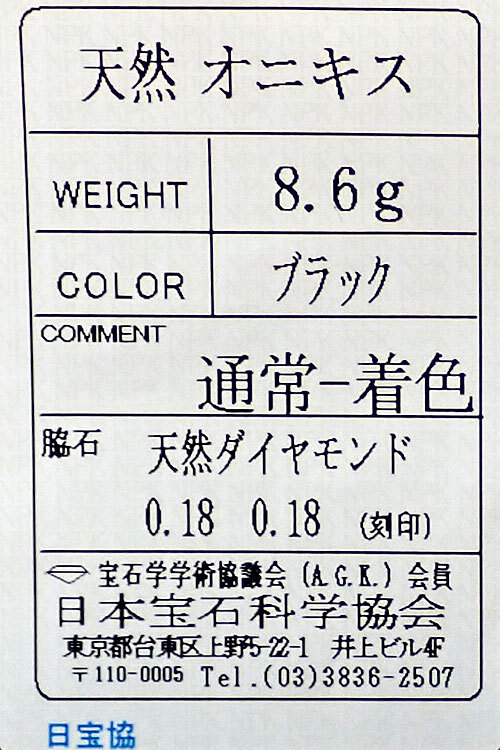 天然 オニキス
WEIGHT 8.6g
COLOR ブラック
COMMENT
通常-着色
脇石 天然ダイヤモンド
0.18 0.18 (刻印)
宝石学学術協議会 (A.G.K.) 会員
日本宝石科学協会
東京都台東区上野5-22-1 井上ビル4F
〒110-0005 Tel.(03)3836-2507
日宝協